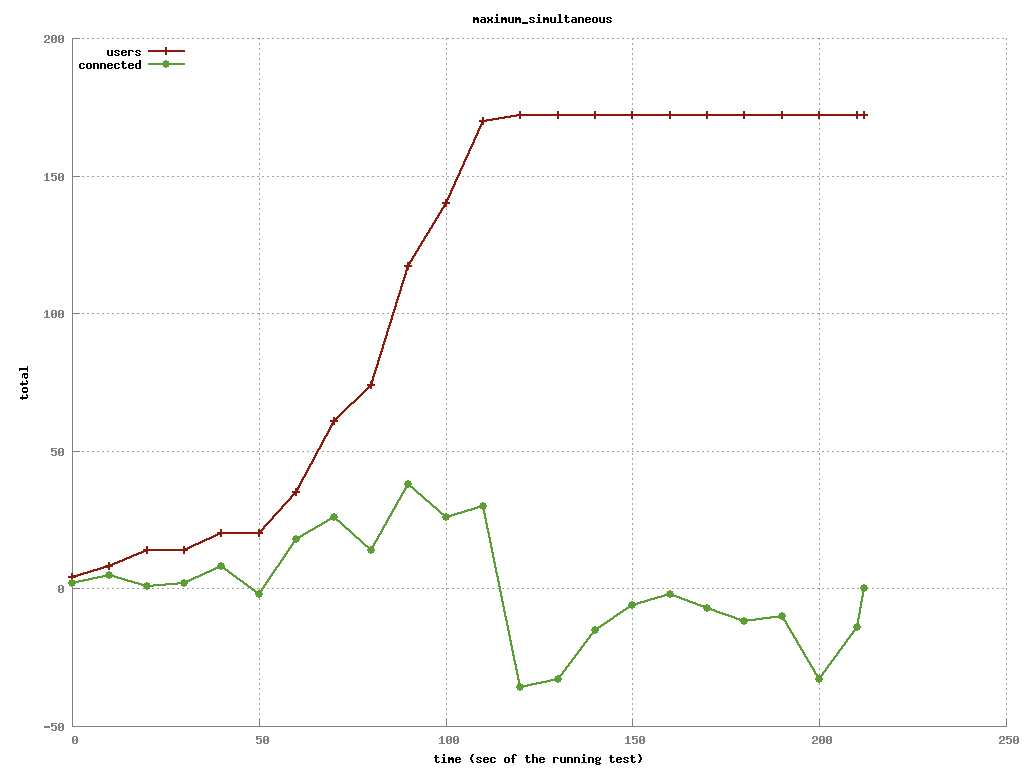 maximum_simultaneous
200
users
connected
150
100
total
50
0
-50
0 50 100 150 200 250
time (sec of the running test)